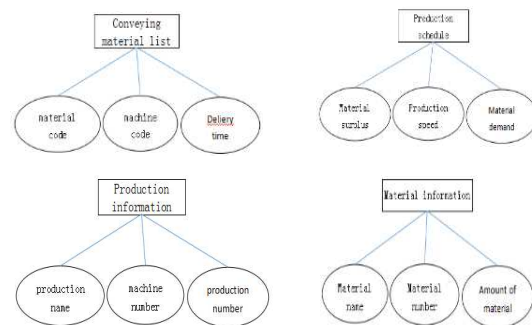 Conveying
material list
material
code
machine
code
Deliery
time
Production
schedule
Material
surplus
Production
speed
Material
demand
Production
information
production
name
machine
number
production
number
Material information
Material
name
Material
number
Amount of
material